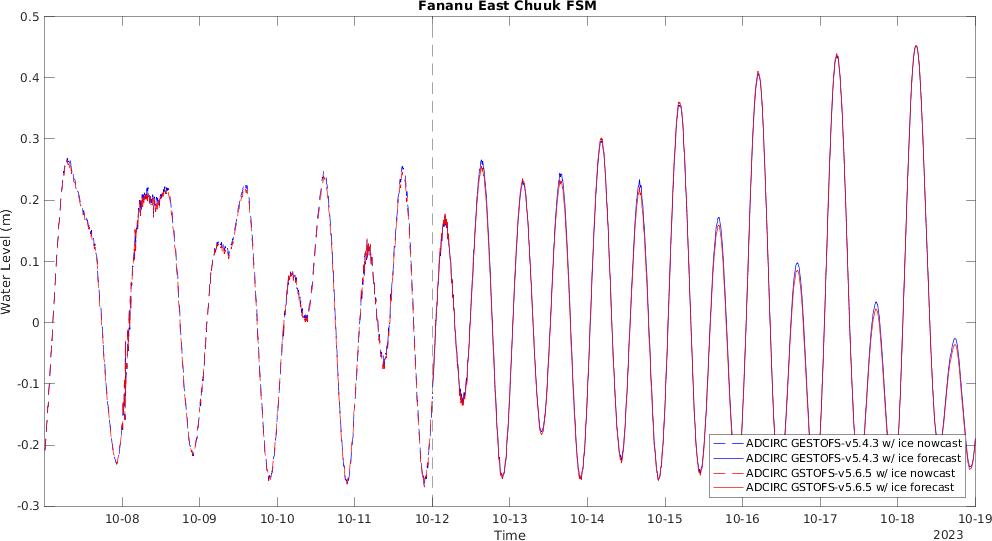 Fananu East Chuuk FSM
0.5
0.4
0.3
0.2
0.1
0
-0.1
-0.2
-0.3
Water Level (m)
ADCIRC GESTOFS-v5.4.3 w/ ice nowcast
ADCIRC GESTOFS-v5.4.3 w/ ice forecast
ADCIRC GSTOFS-v5.6.5 w/ ice nowcast
ADCIRC GSTOFS-v5.6.5 w/ ice forecast
10-08 10-09 10-10 10-11 10-12 10-13 10-14 10-15 10-16 10-17 10-18 10-19
Time
2023